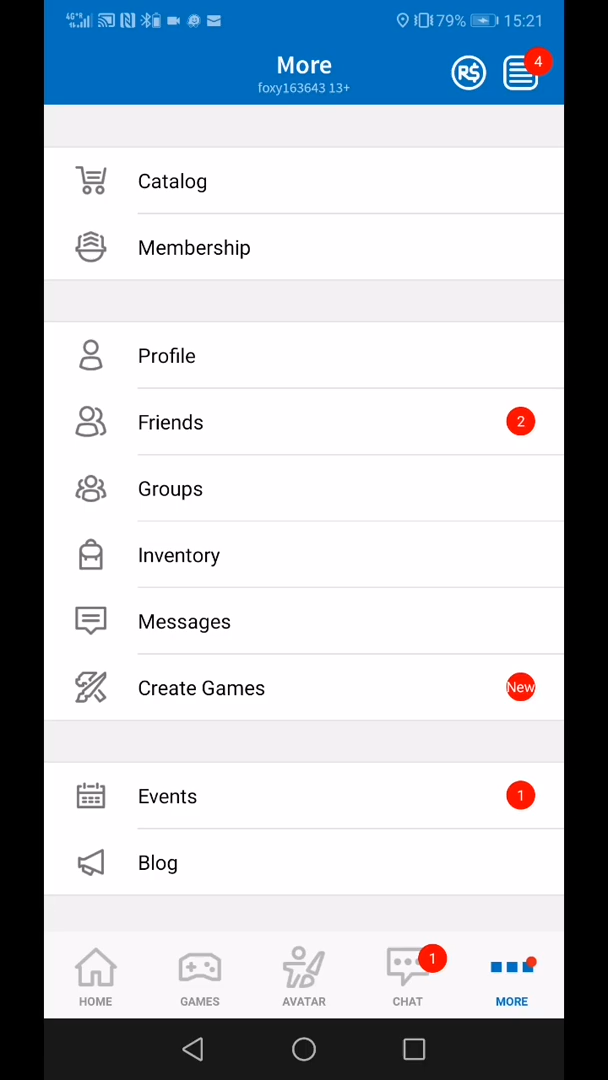 4G 79% 15:21
More
foxy163643 13+
R$
4
Catalog
Membership
Profile
Friends 2
Groups
Inventory
Messages
Create Games New
Events 1
Blog
1
HOME GAMES AVATAR CHAT MORE